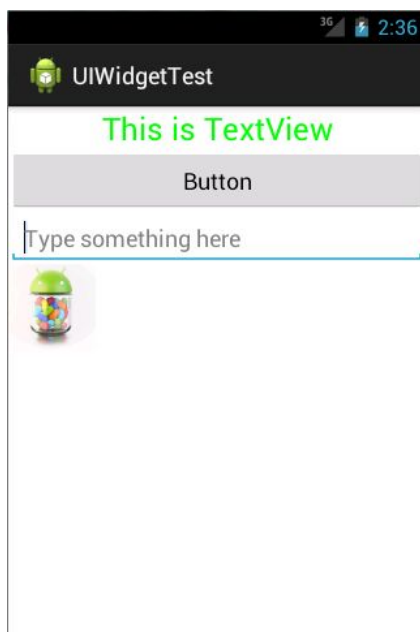 3G 2:36
UIWidgetTest
This is TextView
Button
Type something here